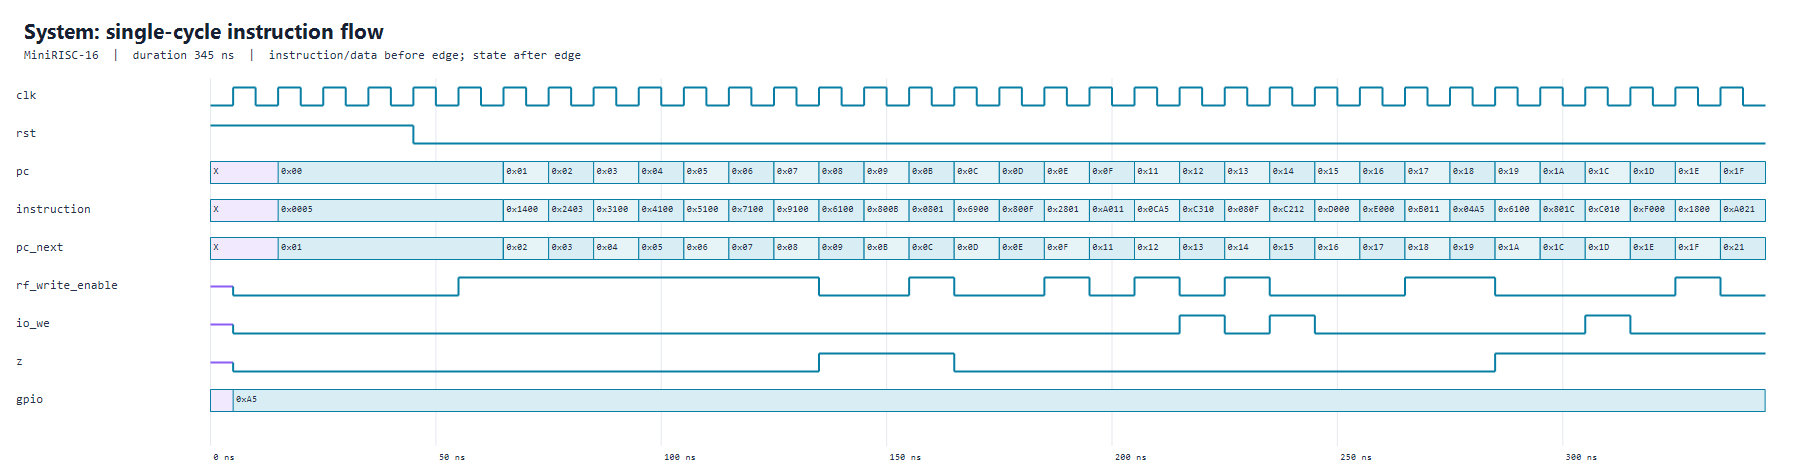 System: single-cycle instruction flow
MiniRISC-16 | duration 345 ns | instruction/data before edge; state after edge
clk
rst
pc X 0x00 0x01 0x02 0x03 0x04 0x05 0x06 0x07 0x08 0x09 0x0B 0x0C 0x0D 0x0E 0x0F 0x11 0x12 0x13 0x14 0x15 0x16 0x17 0x18 0x19 0x1A 0x1C 0x1D 0x1E 0x1F
instruction X 0x0005 0x1400 0x2403 0x3100 0x4100 0x5100 0x7100 0x9100 0x6100 0x800B 0x0801 0x6900 0x800F 0x2801 0xA011 0x0CA5 0xC310 0x080F 0xC212 0xD000 0xE000 0xB011 0x04A5 0x6100 0x801C 0xC010 0xF000 0x1800 0xA021
pc_next X 0x01 0x02 0x03 0x04 0x05 0x06 0x07 0x08 0x09 0x0B 0x0C 0x0D 0x0E 0x0F 0x11 0x12 0x13 0x14 0x15 0x16 0x17 0x18 0x19 0x1A 0x1C 0x1D 0x1E 0x1F 0x21
rf_write_enable
io_we
z
gpio 0xA5
0 ns 50 ns 100 ns 150 ns 200 ns 250 ns 300 ns